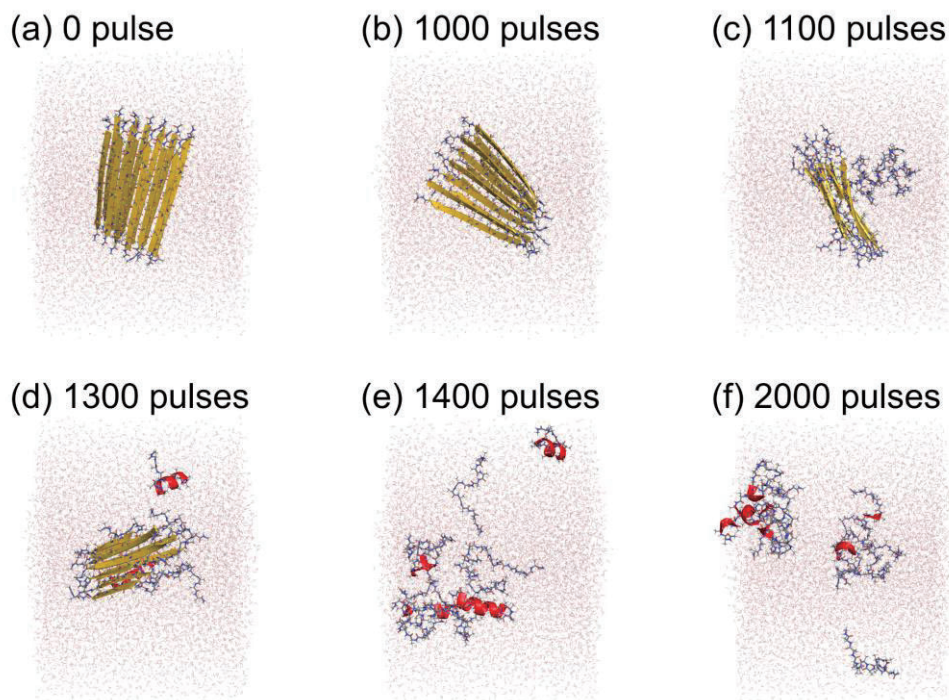 (a) 0 pulse
(b) 1000 pulses
(c) 1100 pulses
(d) 1300 pulses
(e) 1400 pulses
(f) 2000 pulses